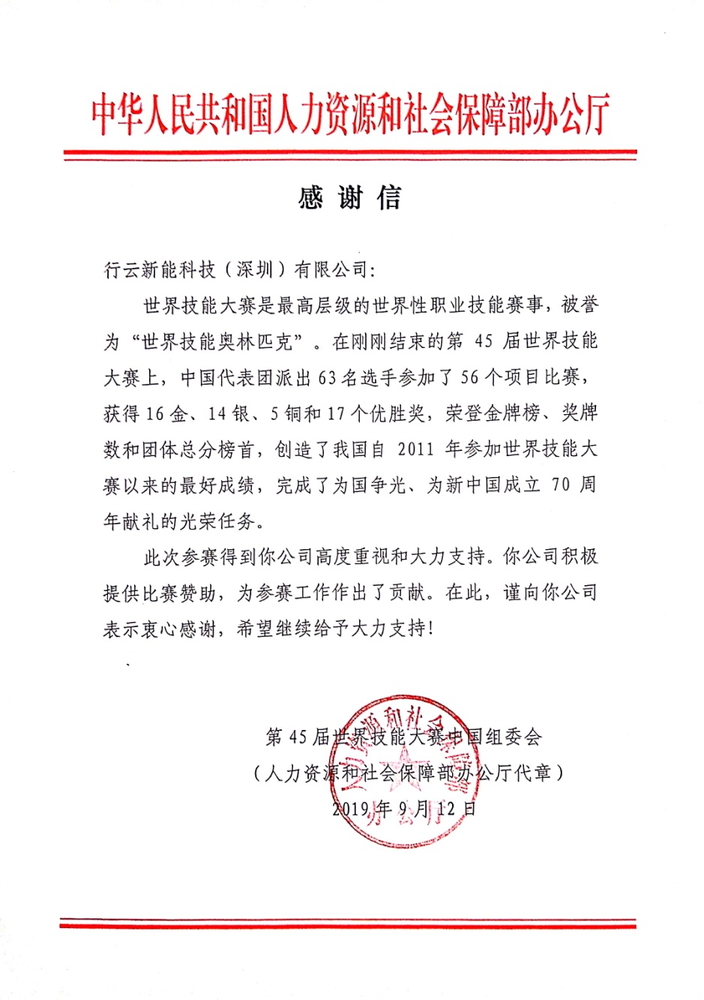 中华人民共和国人力资源和社会保障部办公厅
感谢信
行云新能科技（深圳）有限公司：
世界技能大赛是最高层级的世界性职业技能赛事，被誉
为“世界技能奥林匹克”。在刚刚结束的第 45 届世界技能
大赛上，中国代表团派出 63 名选手参加了 56 个项目比赛，
获得 16 金、14 银、5 铜和 17 个优胜奖，荣登金牌榜、奖牌
数和团体总分榜首，创造了我国自 2011 年参加世界技能大
赛以来的最好成绩，完成了为国争光、为新中国成立 70 周
年献礼的光荣任务。
此次参赛得到你公司高度重视和大力支持。你公司积极
提供比赛赞助，为参赛工作作出了贡献。在此，谨向你公司
表示衷心感谢，希望继续给予大力支持！
第 45 届世界技能大赛中国组委会
（人力资源和社会保障部办公厅代章）
2019 年 9 月 12 日
人力资源和社会保障部
办公厅